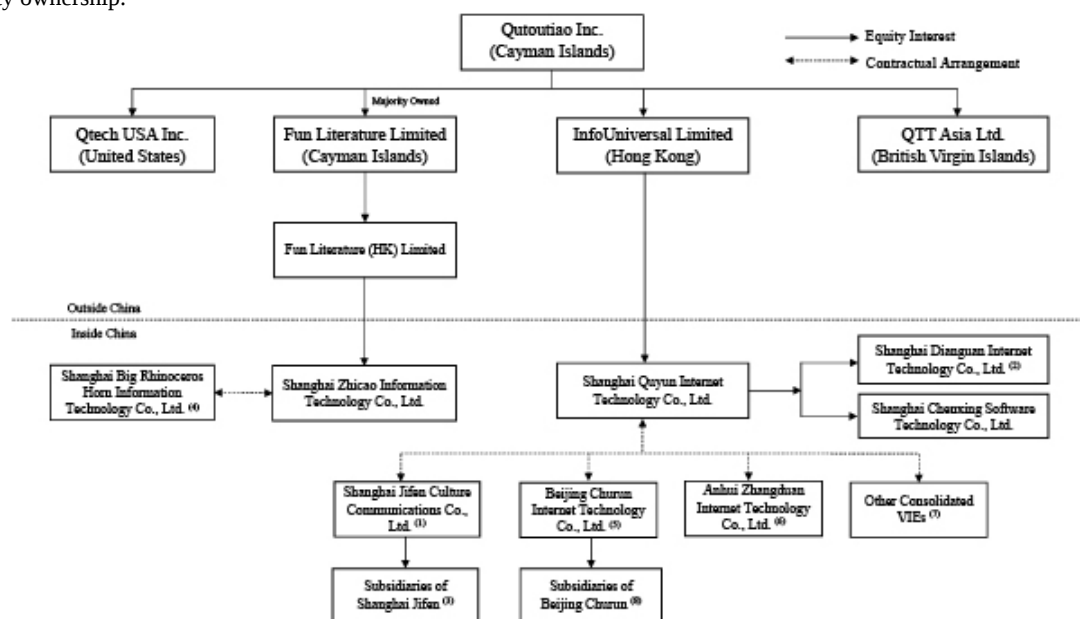 ly ownership.
Qutoutiao Inc.
(Cayman Islands)
Equity Interest
Contractual Arrangement
Majority Owned
Qtech USA Inc.
(United States)
Fun Literature Limited
(Cayman Islands)
InfoUniversal Limited
(Hong Kong)
QTT Asia Ltd.
(British Virgin Islands)
Fun Literature (HK) Limited
Outside China
Inside China
Shanghai Big Rhinoceros
Horn Information
Technology Co., Ltd. (4)
Shanghai Zhicao Information
Technology Co., Ltd.
Shanghai Quyun Internet
Technology Co., Ltd.
Shanghai Dianguan Internet
Technology Co., Ltd. (2)
Shanghai Chenxing Software
Technology Co., Ltd.
Shanghai Jifen Culture
Communications Co.,
Ltd. (1)
Beijing Churun
Internet Technology
Co., Ltd. (5)
Anhui Zhangduan
Internet Technology
Co., Ltd. (6)
Other Consolidated
VIEs (7)
Subsidiaries of
Shanghai Jifen (3)
Subsidiaries of
Beijing Churun (8)